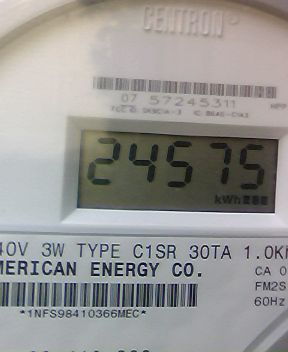 CENTRON
07 57245311
24575
kWh
40V 3W TYPE C1SR 30TA 1.0K
MERICAN ENERGY CO.
CA 0
FM2S
60Hz
*1NFS98410366MEC*